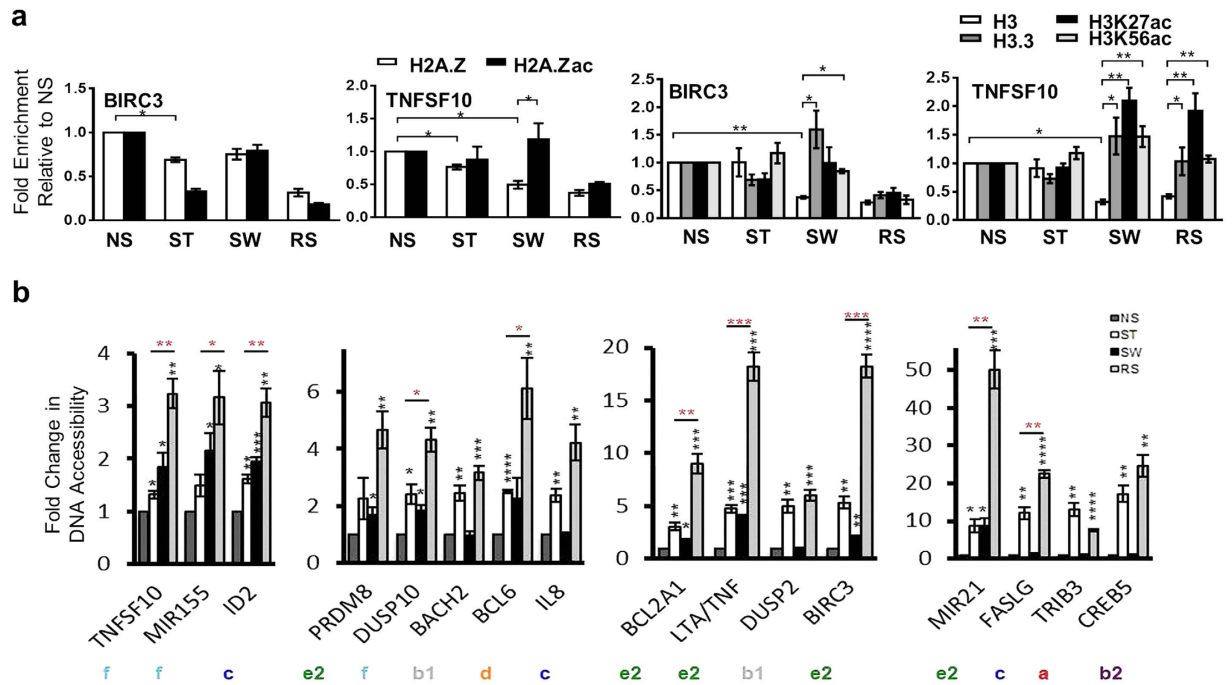 a
H3 H3K27ac
H3.3 H3K56ac
H2A.Z H2A.Zac
Fold Enrichment
Relative to NS
1.5
1.0
0.5
0.0
BIRC3
*
NS ST SW RS
1.5
1.0
0.5
0.0
TNFSF10
*
*
*
NS ST SW RS
2.5
2.0
1.5
1.0
0.5
0.0
BIRC3
**
*
*
NS ST SW RS
2.5
2.0
1.5
1.0
0.5
0.0
TNFSF10
*
**
**
*
**
**
*
NS ST SW RS
b
Fold Change in
DNA Accessibility
4
3
2
1
0
** * **
* * ** * * ** *** **
TNFSF10 MIR155 ID2
6
4
2
0
* *
* ** * * ** ** *** **** ** ** **
PRDM8 DUSP10 BACH2 BCL6 IL8
20
15
10
5
0
** *** ***
** * *** *** *** *** ** *** ** ** ****
BCL2A1 LTA/TNF DUSP2 BIRC3
NS
ST
SW
RS
50
40
30
20
10
0
** **
* * *** ** **** ** **** ** **
MIR21 FASLG TRIB3 CREB5
f f c e2 f b1 d c e2 e2 b1 e2 e2 c a b2